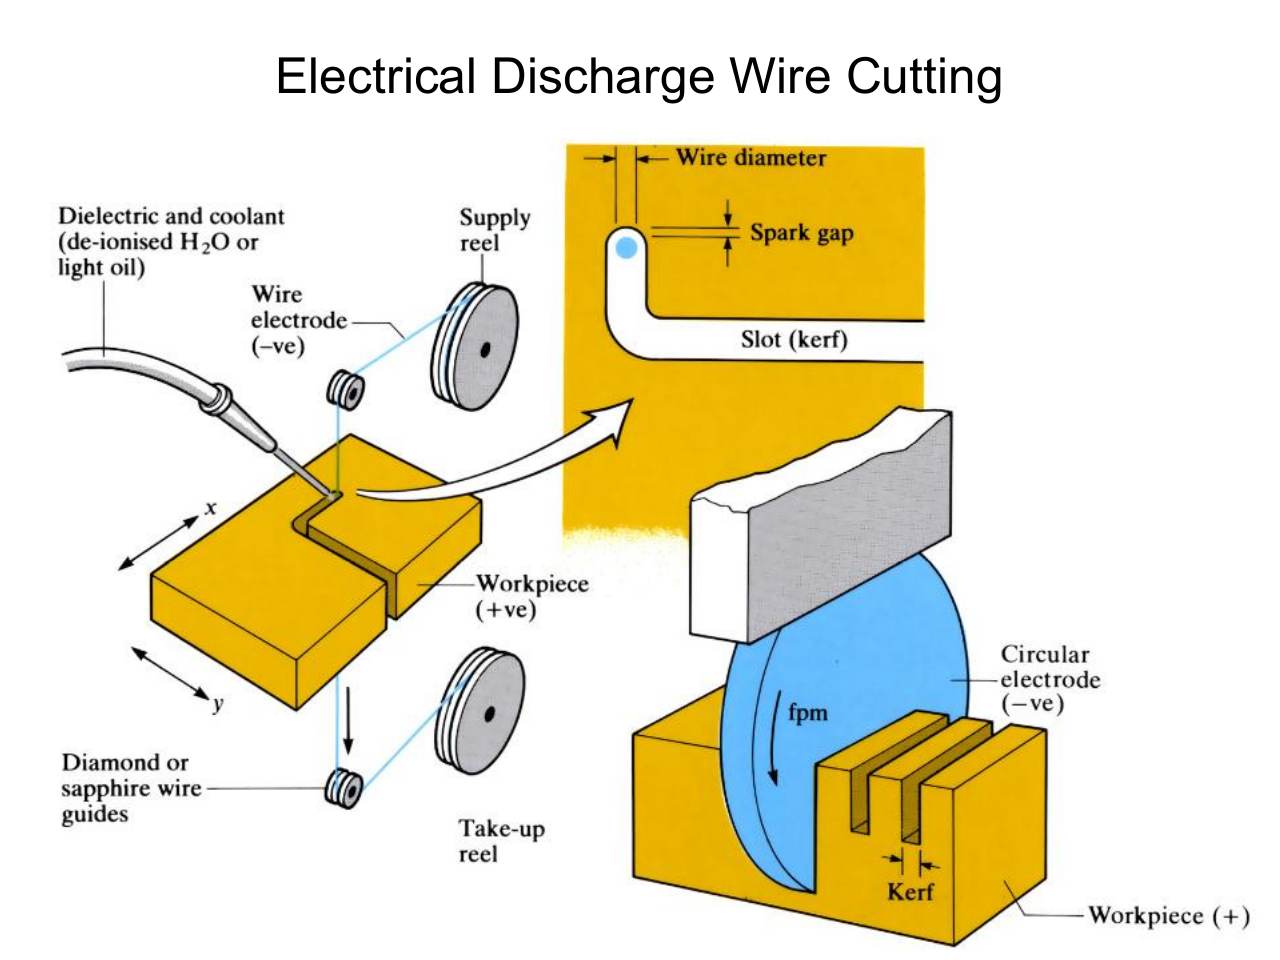 Electrical Discharge Wire Cutting
Wire diameter
Spark gap
Slot (kerf)
Dielectric and coolant
(de-ionised H₂O or
light oil)
Supply
reel
Wire
electrode
(−ve)
x
y
Workpiece
(+ve)
Diamond or
sapphire wire
guides
Take-up
reel
Circular
electrode
(−ve)
fpm
Kerf
Workpiece (+)